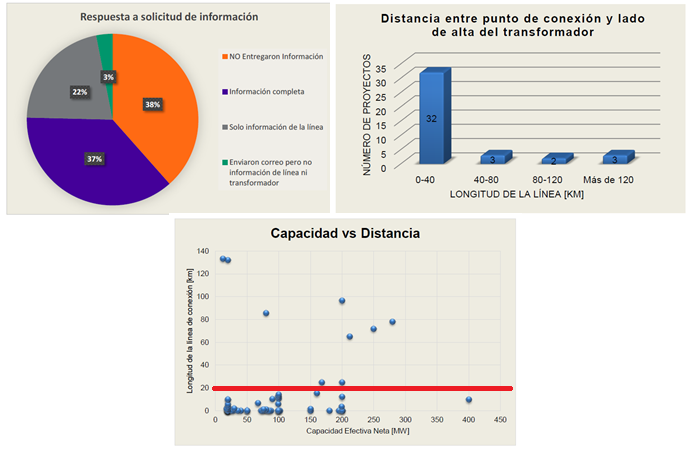 Respuesta a solicitud de información
NO Entregaron Información
Información completa
Solo información de la línea
Enviaron correo pero no
información de línea ni
transformador
3%
38%
22%
37%
Distancia entre punto de conexión y lado
de alta del transformador
NÚMERO DE PROYECTOS
35
30
25
20
15
10
5
0
32
3
2
3
0-40
40-80
80-120
Más de 120
LONGITUD DE LA LÍNEA [KM]
Capacidad vs Distancia
Longitud de la línea de conexión [km]
140
120
100
80
60
40
20
0
0
50
100
150
200
250
300
350
400
450
Capacidad Efectiva Neta [MW]